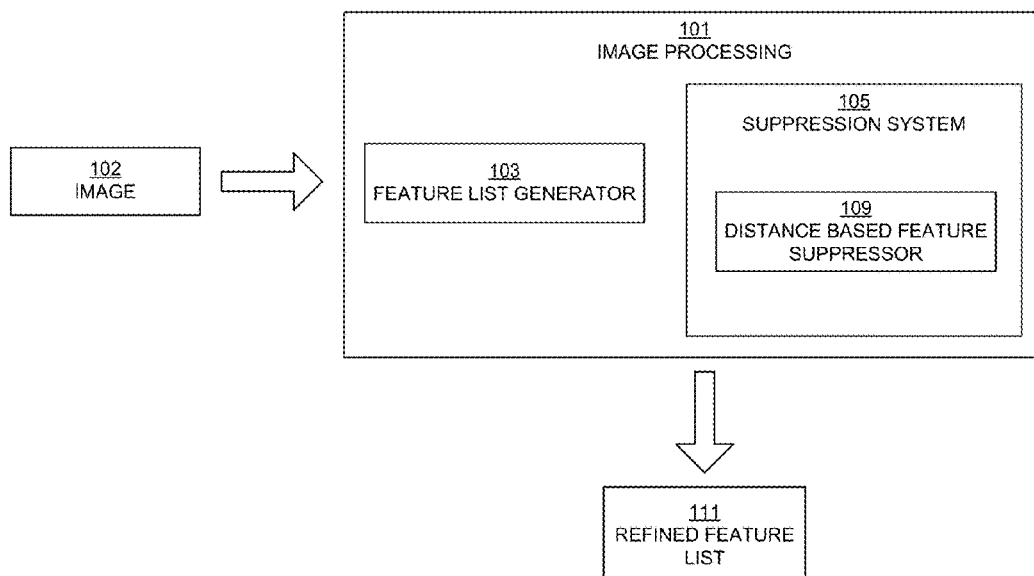 101
IMAGE PROCESSING
105
SUPPRESSION SYSTEM
102
IMAGE
103
FEATURE LIST GENERATOR
109
DISTANCE BASED FEATURE
SUPPRESSOR
111
REFINED FEATURE
LIST